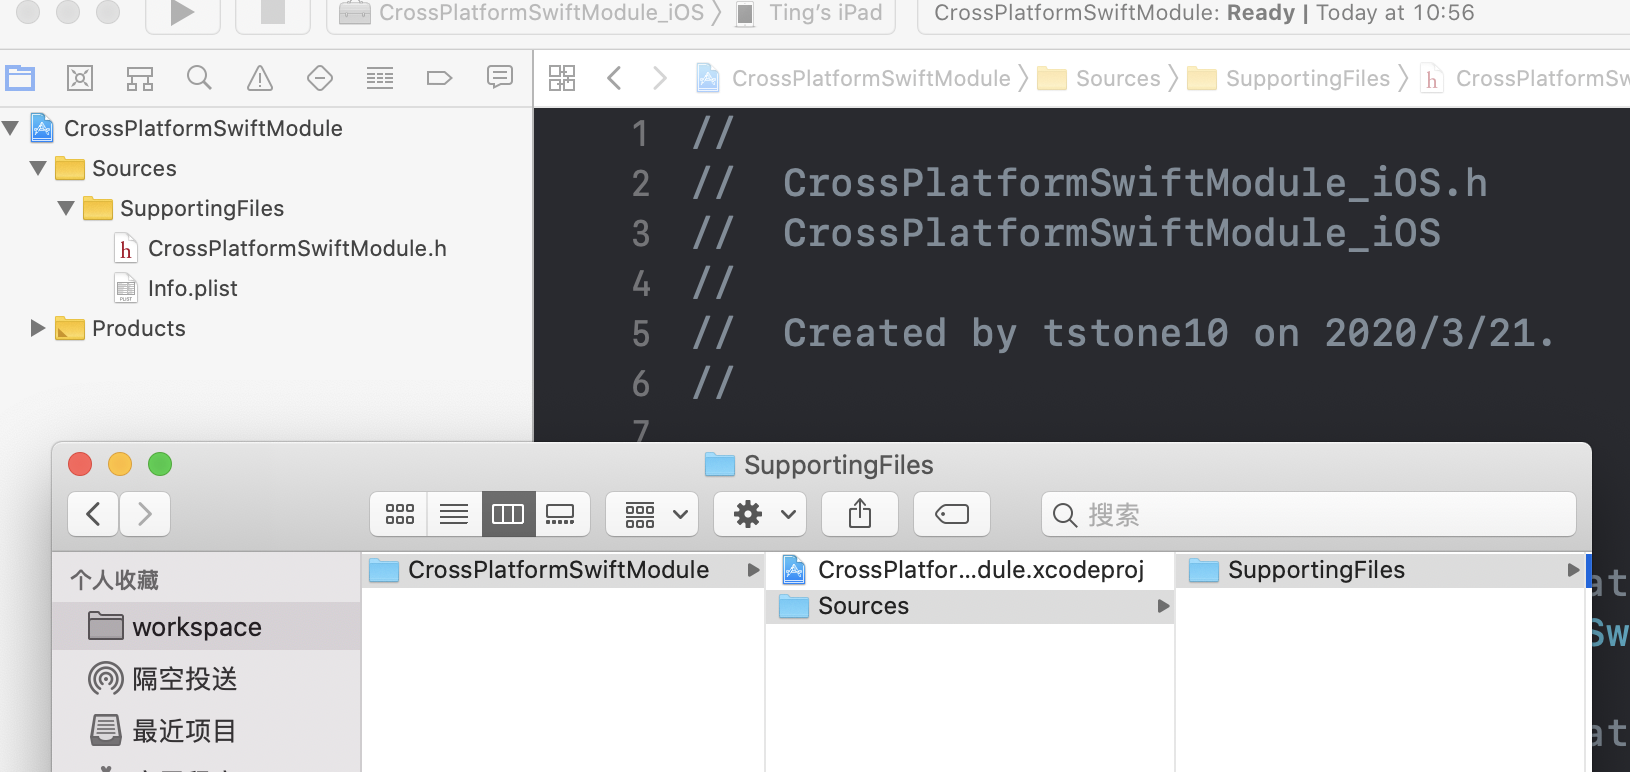 CrossPlatformSwiftModule_iOS 〉 Ting’s iPad
CrossPlatformSwiftModule: Ready | Today at 10:56
CrossPlatformSwiftModule 〉 Sources 〉 SupportingFiles 〉 h CrossPlatformSw
CrossPlatformSwiftModule
Sources
SupportingFiles
h CrossPlatformSwiftModule.h
Info.plist
Products
1 //
2 // CrossPlatformSwiftModule_iOS.h
3 // CrossPlatformSwiftModule_iOS
4 //
5 // Created by tstone10 on 2020/3/21.
6 //
7
SupportingFiles
搜索
个人收藏
workspace
隔空投送
最近项目
CrossPlatformSwiftModule
CrossPlatfor...dule.xcodeproj
Sources
SupportingFiles
at
Sw
at